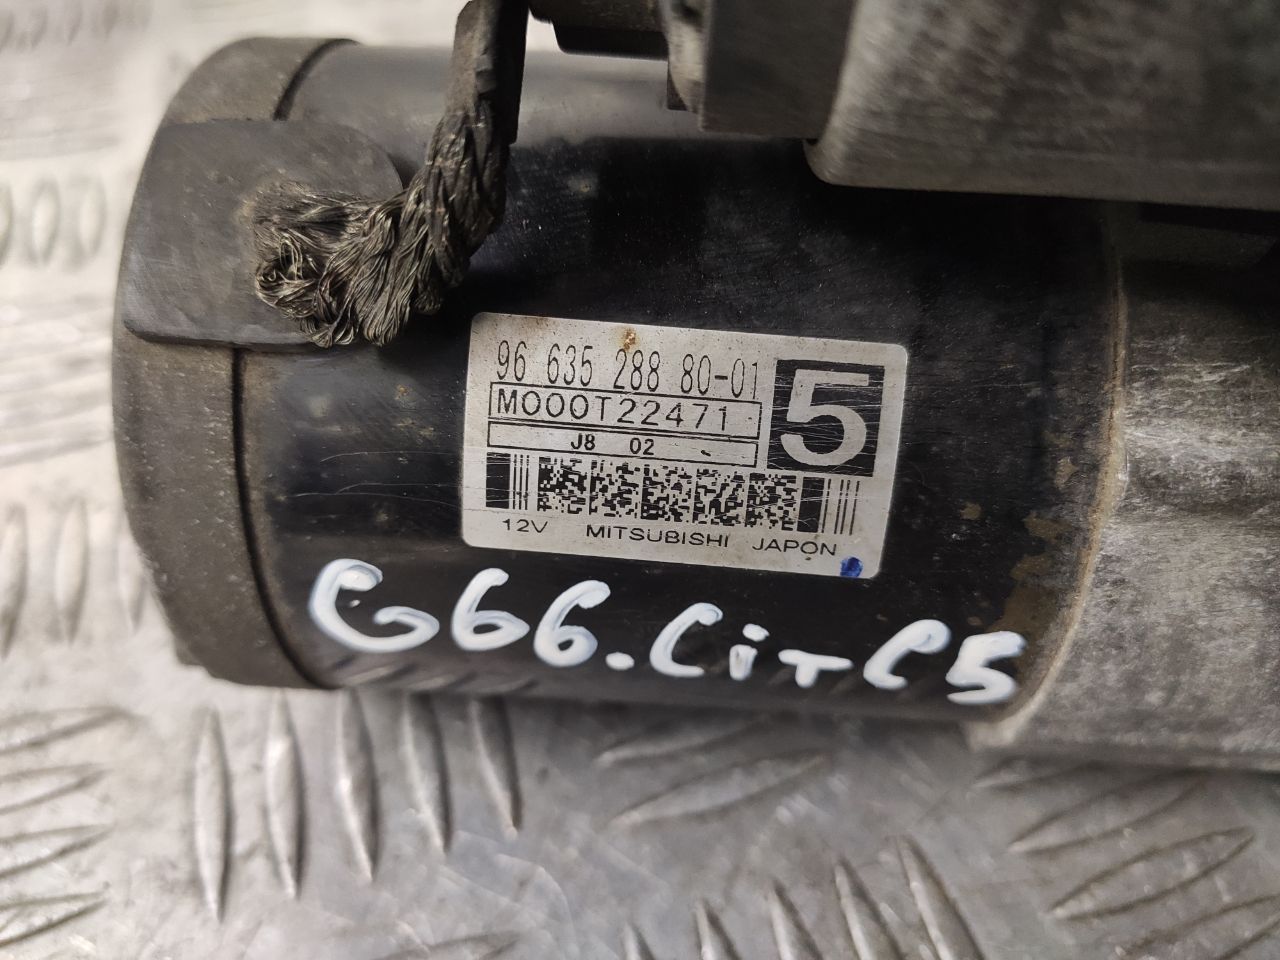 96 635 288 80-01
M000T22471
5
J8 02
12V MITSUBISHI JAPON
G66.CiTC5